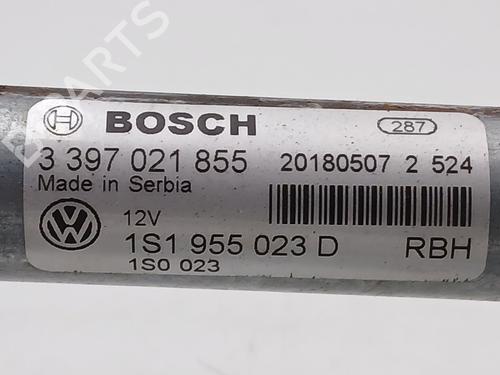 BOSCH
287
3 397 021 855 20180507 2 524
Made in Serbia
12V
1S1 955 023 D RBH
1S0 023